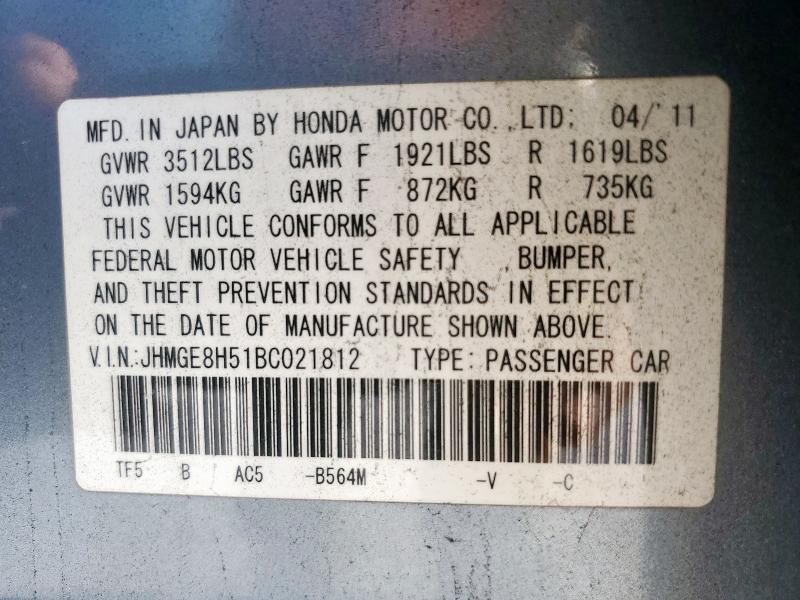 MFD. IN JAPAN BY HONDA MOTOR CO.,LTD: 04/'11
GVWR 3512LBS GAWR F 1921LBS R 1619LBS
GVWR 1594KG GAWR F 872KG R 735KG
THIS VEHICLE CONFORMS TO ALL APPLICABLE
FEDERAL MOTOR VEHICLE SAFETY , BUMPER,
AND THEFT PREVENTION STANDARDS IN EFFECT
ON THE DATE OF MANUFACTURE SHOWN ABOVE.
V.I.N.:JHMGE8H51BC021812 TYPE: PASSENGER CAR
TF5 B AC5 -B564M -V -C